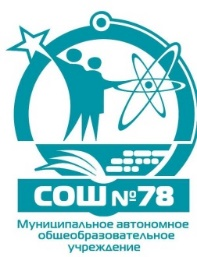 СОШ №78
Муниципальное автономное
общеобразовательное
учреждение